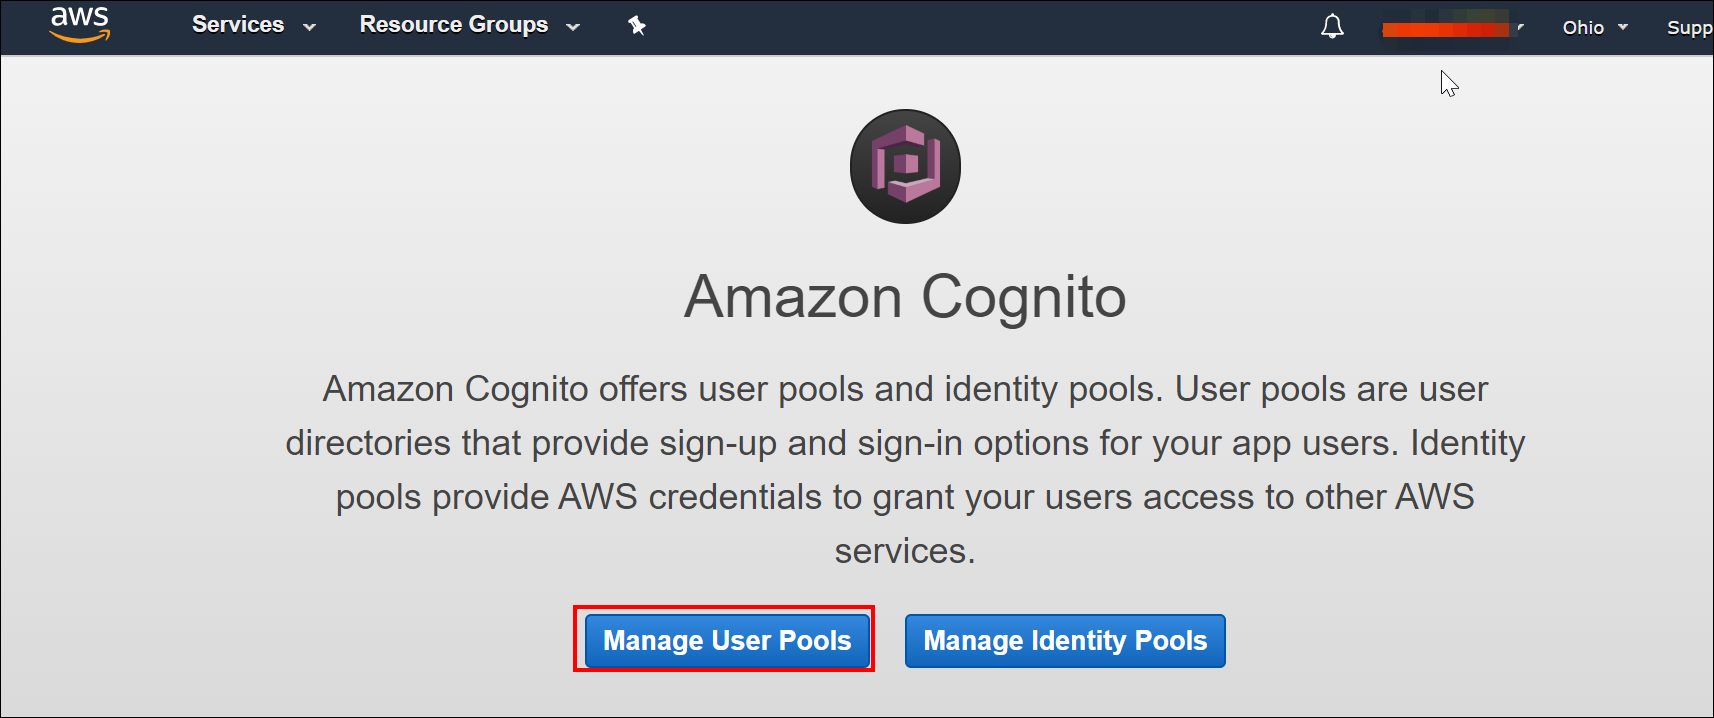 aws Services Resource Groups Ohio Supp
Amazon Cognito
Amazon Cognito offers user pools and identity pools. User pools are user
directories that provide sign-up and sign-in options for your app users. Identity
pools provide AWS credentials to grant your users access to other AWS
services.
Manage User Pools Manage Identity Pools